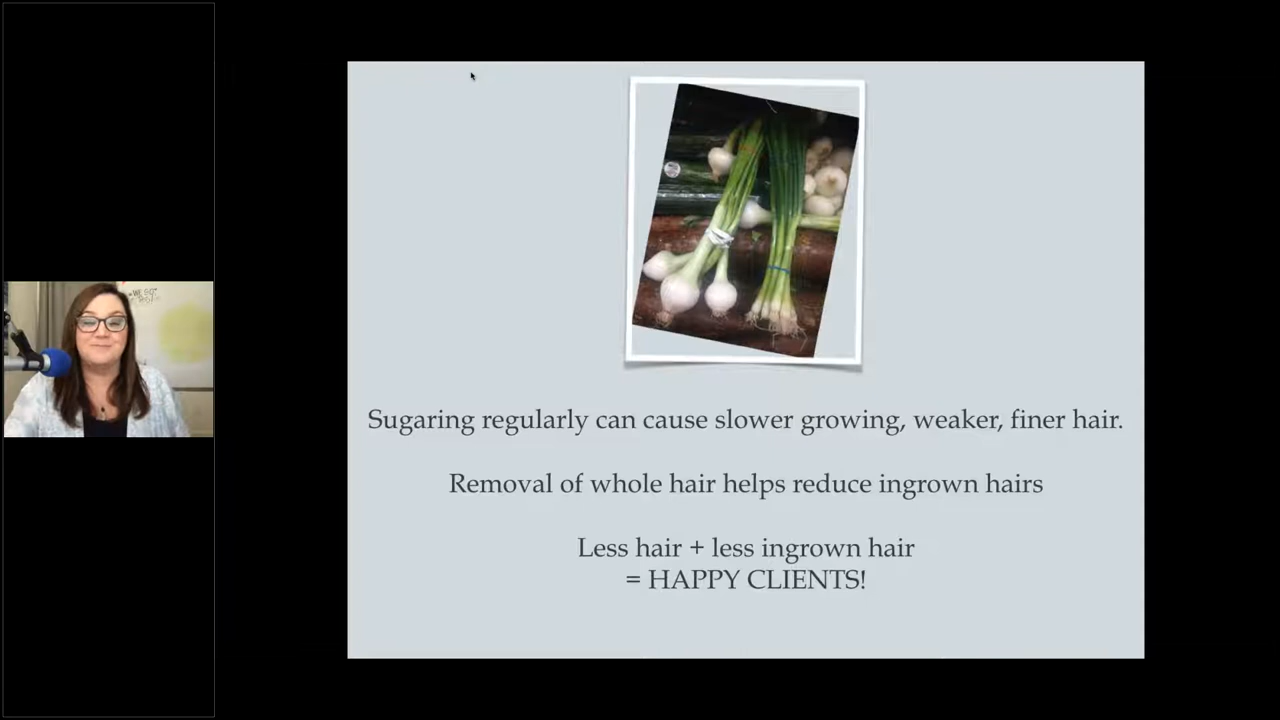 Sugaring regularly can cause slower growing, weaker, finer hair.
Removal of whole hair helps reduce ingrown hairs
Less hair + less ingrown hair
= HAPPY CLIENTS!